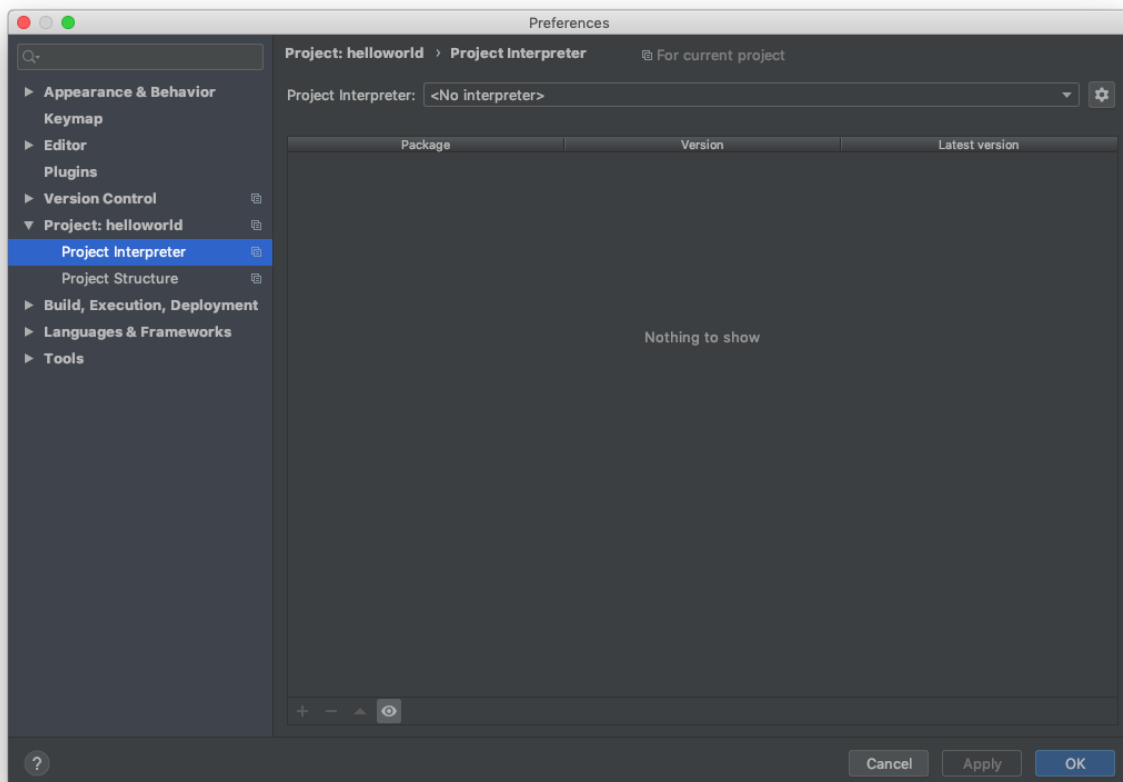 Preferences
Project: helloworld › Project Interpreter For current project
Appearance & Behavior
Keymap
Editor
Plugins
Version Control
Project: helloworld
Project Interpreter
Project Structure
Build, Execution, Deployment
Languages & Frameworks
Tools
Project Interpreter: <No interpreter>
Package Version Latest version
Nothing to show
? Cancel Apply OK